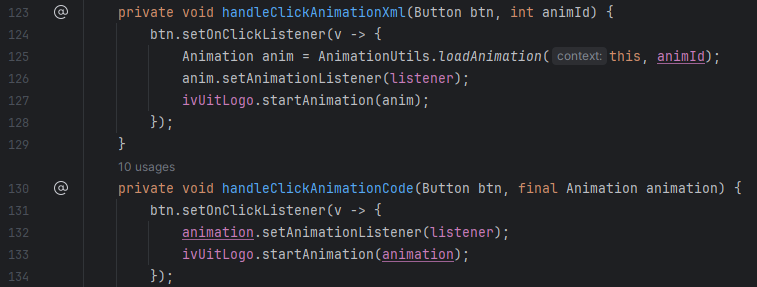 123 @ private void handleClickAnimationXml(Button btn, int animId) {
124 btn.setOnClickListener(v -> {
125 Animation anim = AnimationUtils.loadAnimation( context: this, animId);
126 anim.setAnimationListener(listener);
127 ivUitLogo.startAnimation(anim);
128 });
129 }
10 usages
130 @ private void handleClickAnimationCode(Button btn, final Animation animation) {
131 btn.setOnClickListener(v -> {
132 animation.setAnimationListener(listener);
133 ivUitLogo.startAnimation(animation);
134 });